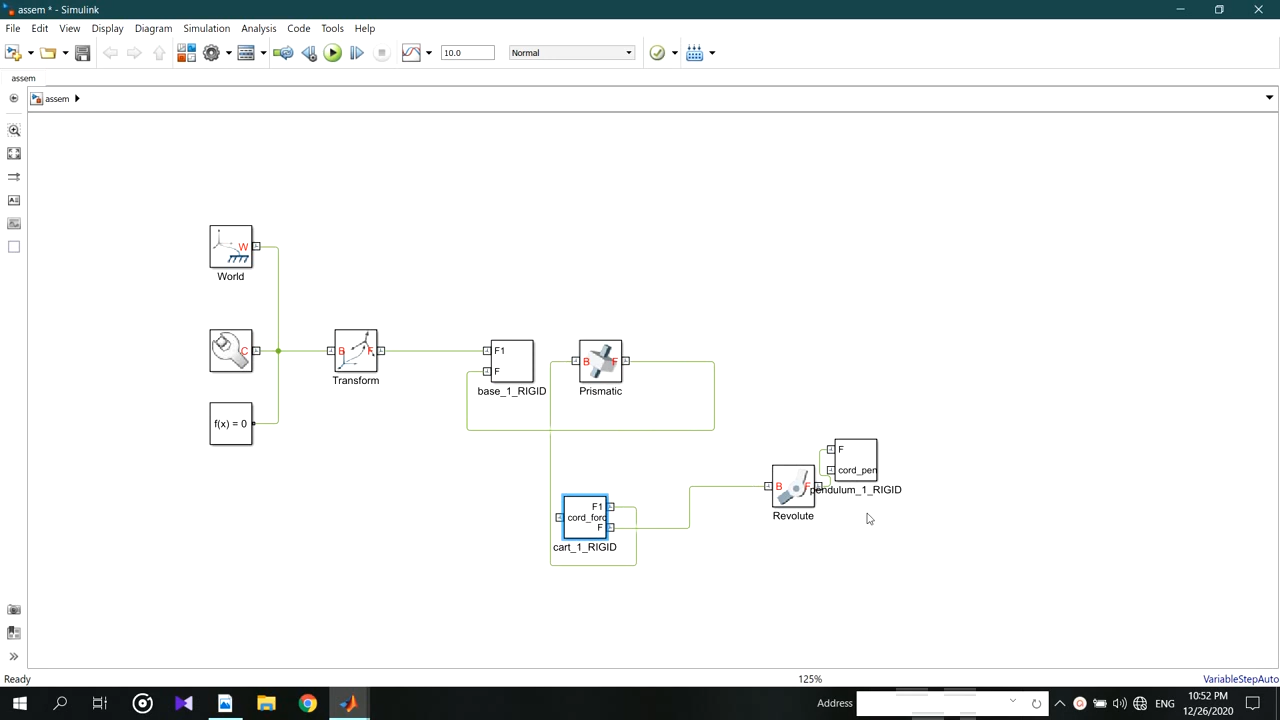 assem * - Simulink
File Edit View Display Diagram Simulation Analysis Code Tools Help
10.0 Normal
assem
assem
W
World
C
B F
Transform
f(x) = 0
F1
F
base_1_RIGID
B F
Prismatic
F1
cord_forc
F
cart_1_RIGID
B F
Revolute
F
cord_pen
pendulum_1_RIGID
Ready 125% VariableStepAuto
Address ENG 10:52 PM
12/26/2020